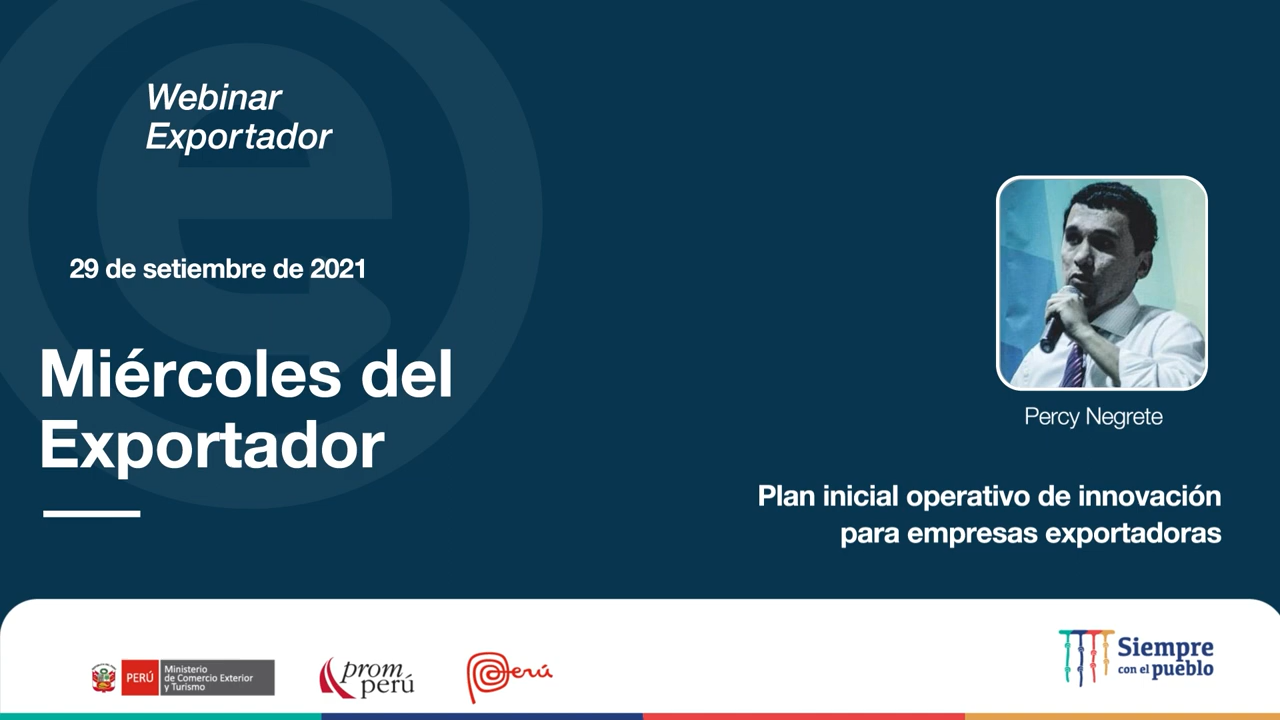 Webinar
Exportador
29 de setiembre de 2021
Miércoles del
Exportador
Percy Negrete
Plan inicial operativo de innovación
para empresas exportadoras
PERÚ
Ministerio
de Comercio Exterior
y Turismo
prom
perú
Perú
Siempre
con el pueblo